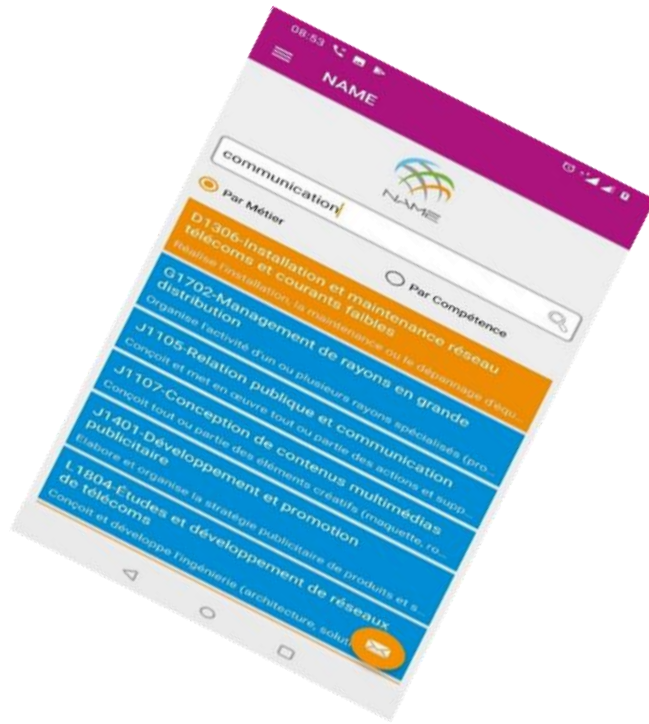 08:53
NAME
NAME
communication
Par Métier
Par Compétence
D1306-Installation et maintenance réseau
télécoms et courants faibles
Réalise l'installation, la maintenance ou le dépannage d'équ...
G1702-Management de rayons en grande
distribution
Organise l'activité d'un ou plusieurs rayons spécialisés (pro...
J1105-Relation publique et communication
Conçoit et met en œuvre tout ou partie des actions et supp...
J1107-Conception de contenus multimédias
Conçoit tout ou partie des éléments créatifs (maquette, ro...
J1401-Développement et promotion
publicitaire
Elabore et organise la stratégie publicitaire de produits et s...
L1804-Études et développement de réseaux
de télécoms
Conçoit et développe l'ingénierie (architecture, soluti